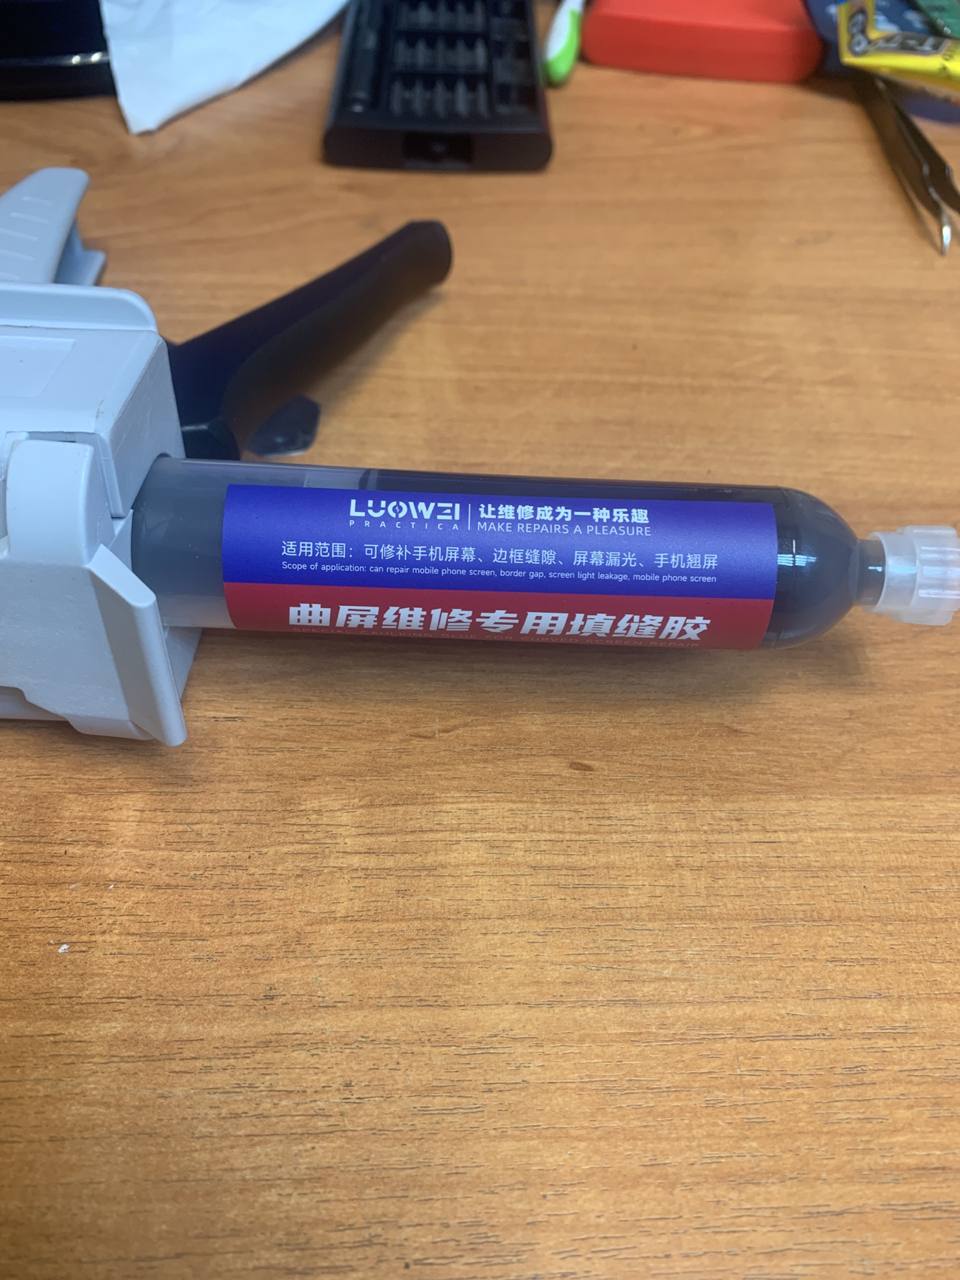 LUOWEI
PRACTICA
让维修成为一种乐趣
MAKE REPAIRS A PLEASURE
适用范围：可修补手机屏幕、边框缝隙、屏幕漏光、手机翘屏
Scope of application: can repair mobile phone screen, border gap, screen light leakage, mobile phone screen
曲屏维修专用填缝胶